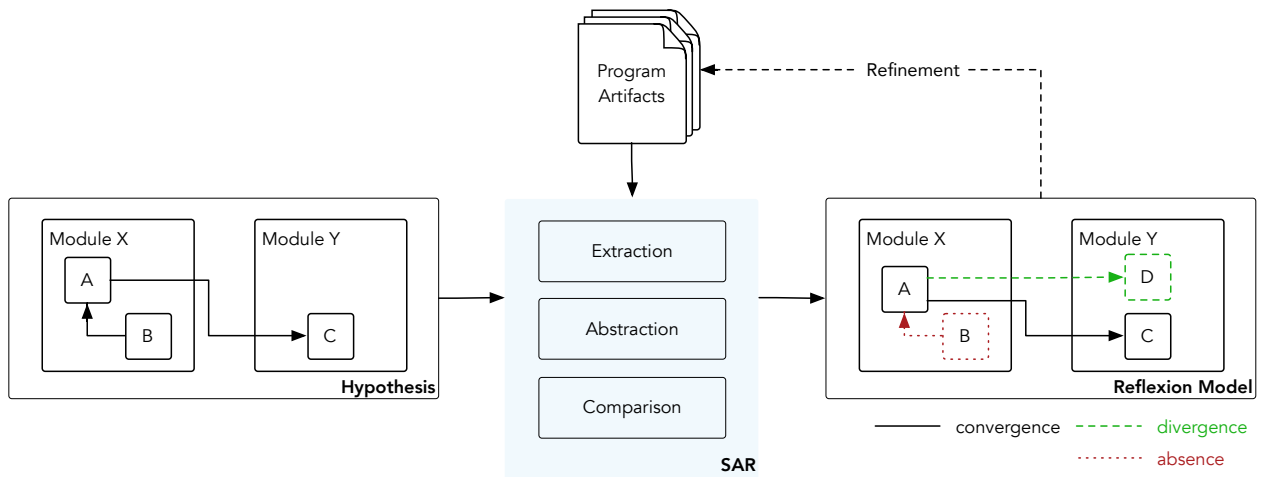 Program
Artifacts
Refinement
Module X
A
B
Module Y
C
Hypothesis
Extraction
Abstraction
Comparison
SAR
Module X
A
B
Module Y
D
C
Reflexion Model
convergence
divergence
absence